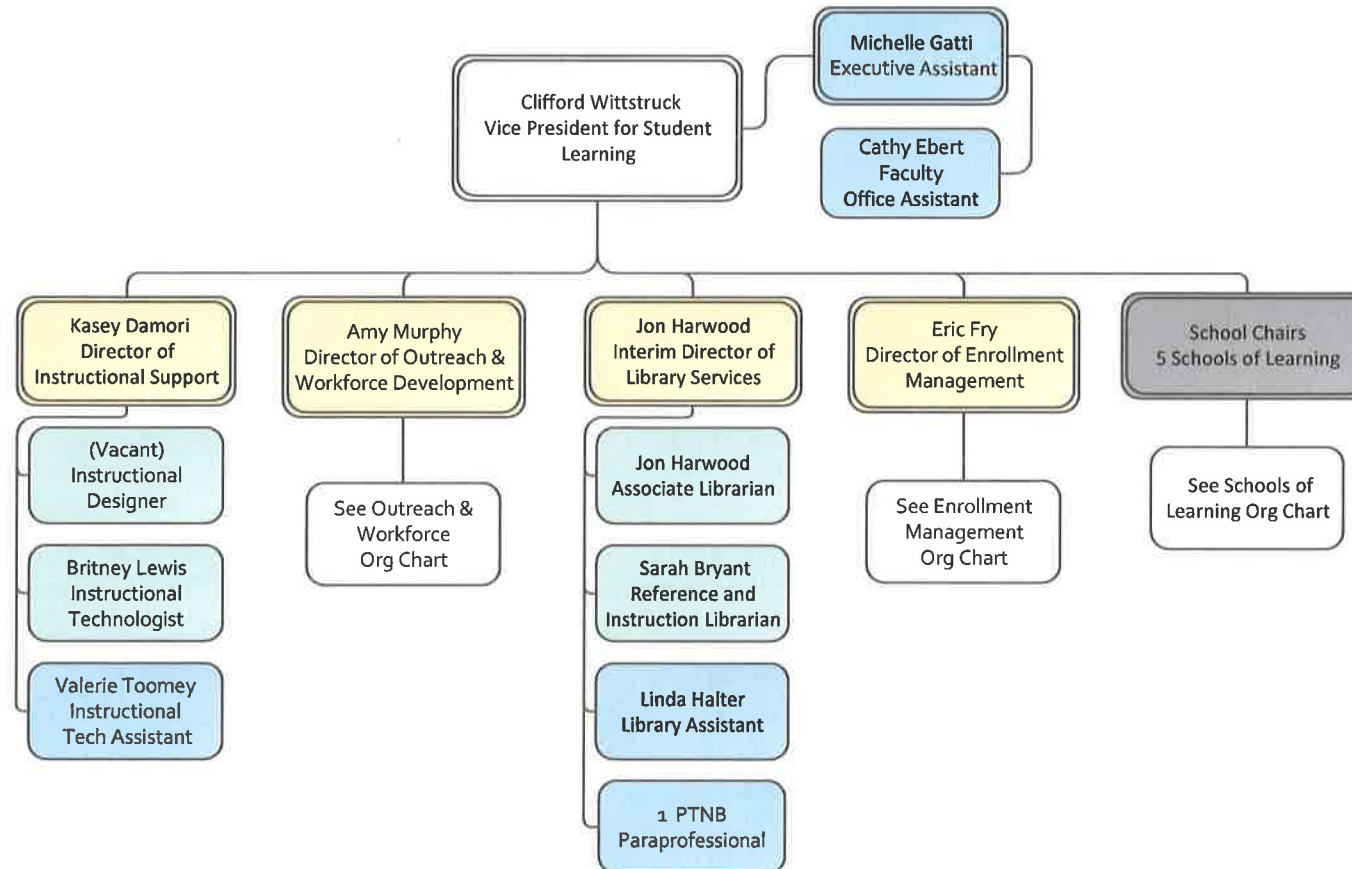 Michelle Gatti
Executive Assistant
Clifford Wittstruck
Vice President for Student
Learning
Cathy Ebert
Faculty
Office Assistant
Kasey Damori
Director of
Instructional Support
Amy Murphy
Director of Outreach &
Workforce Development
Jon Harwood
Interim Director of
Library Services
Eric Fry
Director of Enrollment
Management
School Chairs
5 Schools of Learning
(Vacant)
Instructional
Designer
See Outreach &
Workforce
Org Chart
Jon Harwood
Associate Librarian
See Enrollment
Management
Org Chart
See Schools of
Learning Org Chart
Britney Lewis
Instructional
Technologist
Sarah Bryant
Reference and
Instruction Librarian
Valerie Toomey
Instructional
Tech Assistant
Linda Halter
Library Assistant
1 PTNB
Paraprofessional